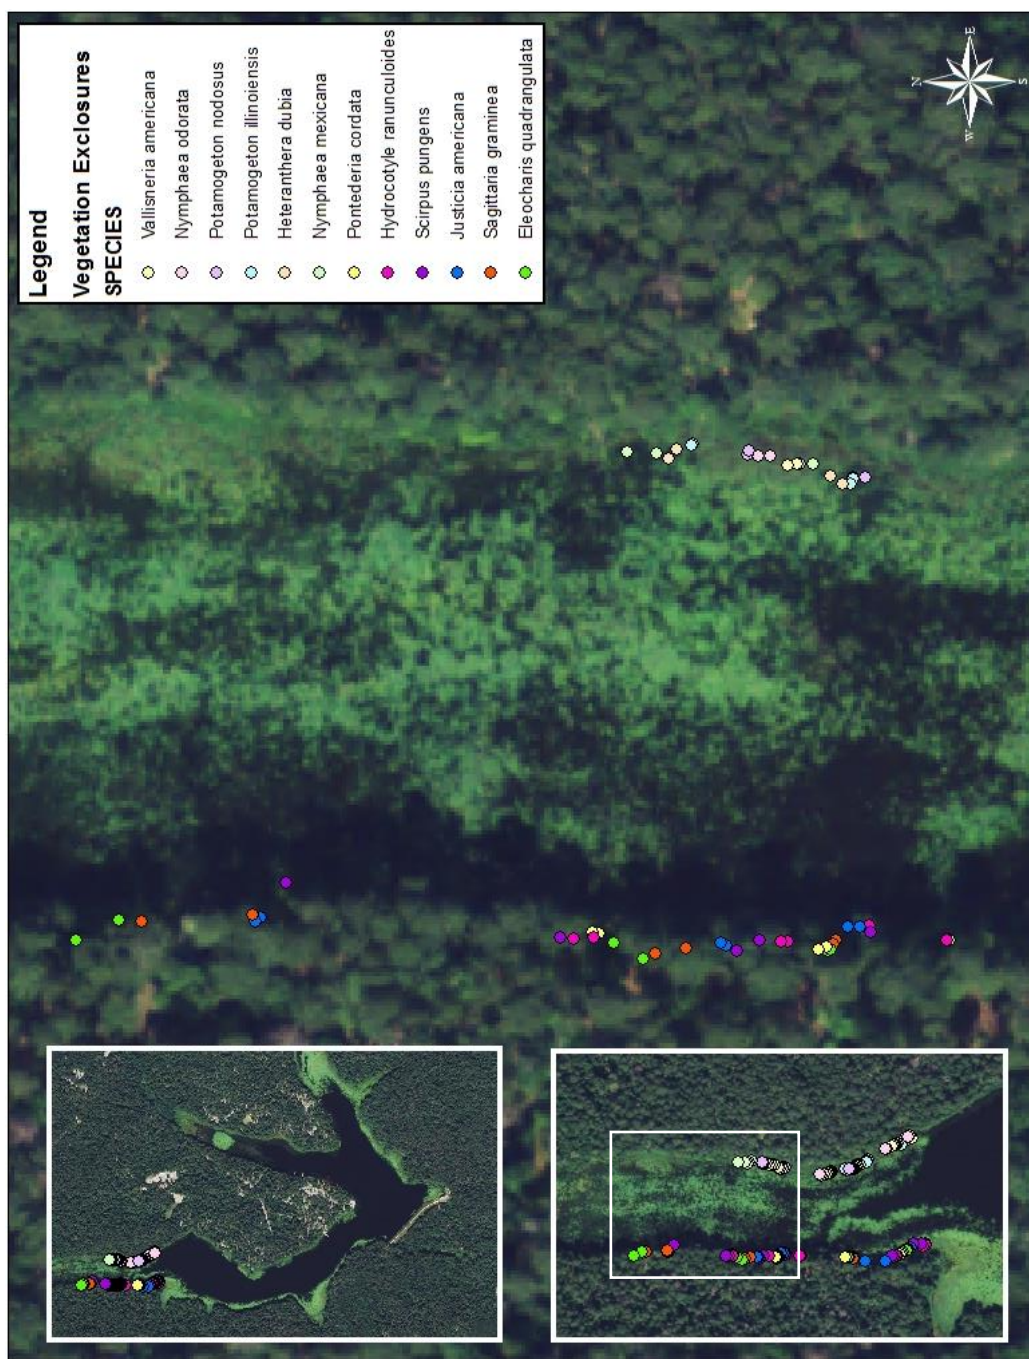 Legend
Vegetation Exclosures
SPECIES
Vallisneria americana
Nymphaea odorata
Potamogeton nodosus
Potamogeton illinoiensis
Heteranthera dubia
Nymphaea mexicana
Pontederia cordata
Hydrocotyle ranunculoides
Scirpus pungens
Justicia americana
Sagittaria graminea
Eleocharis quadrangulata
N
E
W
S